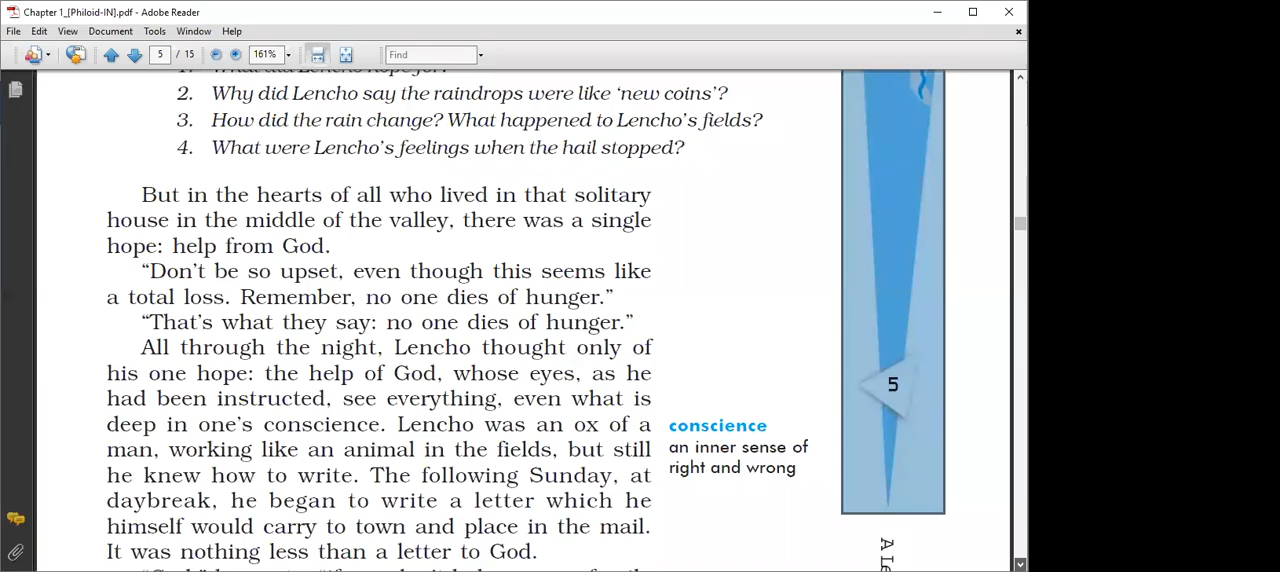 Chapter 1_[Philoid-IN].pdf - Adobe Reader
File Edit View Document Tools Window Help
5 / 15 161% Find
1. What did Lencho hope for?
2. Why did Lencho say the raindrops were like ‘new coins’?
3. How did the rain change? What happened to Lencho’s fields?
4. What were Lencho’s feelings when the hail stopped?
But in the hearts of all who lived in that solitary
house in the middle of the valley, there was a single
hope: help from God.
“Don’t be so upset, even though this seems like
a total loss. Remember, no one dies of hunger.”
“That’s what they say: no one dies of hunger.”
All through the night, Lencho thought only of
his one hope: the help of God, whose eyes, as he
had been instructed, see everything, even what is
deep in one’s conscience. Lencho was an ox of a
man, working like an animal in the fields, but still
he knew how to write. The following Sunday, at
daybreak, he began to write a letter which he
himself would carry to town and place in the mail.
It was nothing less than a letter to God.
conscience
an inner sense of
right and wrong
5
A Le